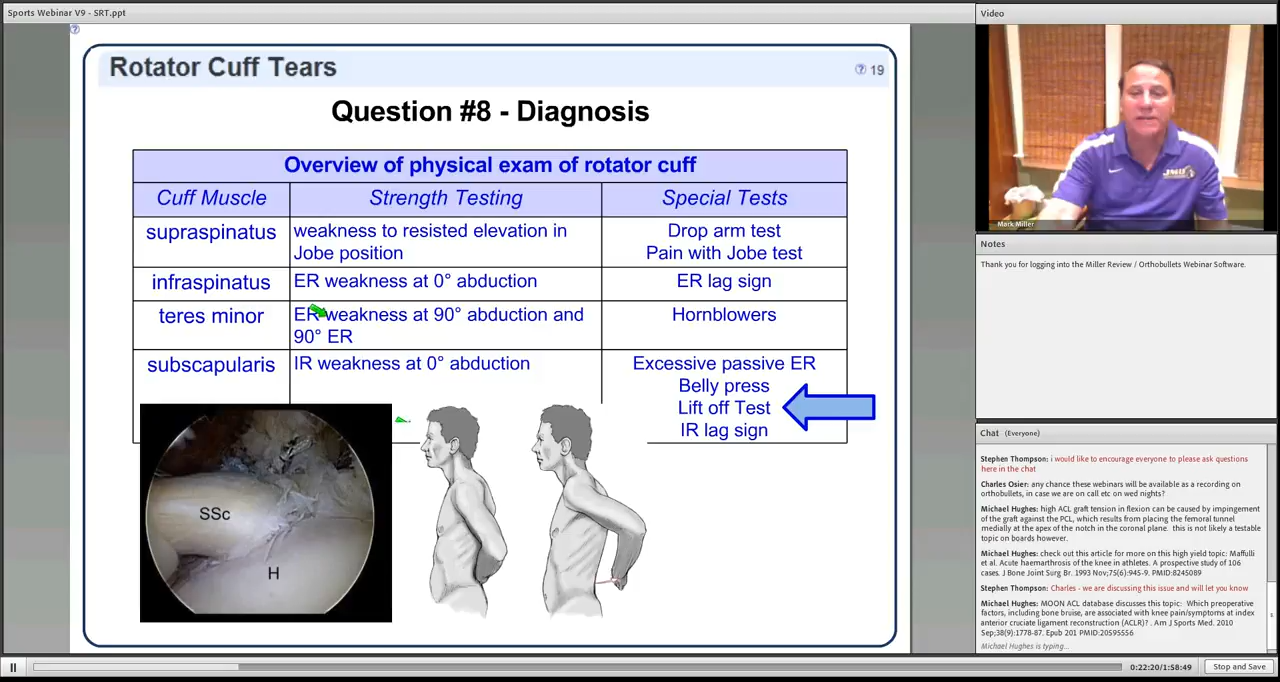 Sports Webinar V9 - SRT.ppt
Rotator Cuff Tears
19
Question #8 - Diagnosis
Overview of physical exam of rotator cuff
Cuff Muscle Strength Testing Special Tests
supraspinatus
weakness to resisted elevation in
Jobe position
Drop arm test
Pain with Jobe test
infraspinatus
ER weakness at 0° abduction
ER lag sign
teres minor
ER weakness at 90° abduction and
90° ER
Hornblowers
subscapularis
IR weakness at 0° abduction
Excessive passive ER
Belly press
Lift off Test
IR lag sign
SSc
H
Video
JMU
Mark Miller
Notes
Thank you for logging into the Miller Review / Orthobullets Webinar Software.
Chat (Everyone)
Stephen Thompson: i would like to encourage everyone to please ask questions
here in the chat
Charles Osier: any chance these webinars will be available as a recording on
orthobullets, in case we are on call etc on wed nights?
Michael Hughes: high ACL graft tension in flexion can be caused by impingement
of the graft against the PCL, which results from placing the femoral tunnel
medially at the apex of the notch in the coronal plane. this is not likely a testable
topic on boards however.
Michael Hughes: check out this article for more on this high yield topic: Maffulli
et al. Acute haemarthrosis of the knee in athletes. A prospective study of 106
cases. J Bone Joint Surg Br. 1993 Nov;75(6):945-9. PMID:8245089
Stephen Thompson: Charles - we are discussing this issue and will let you know
Michael Hughes: MOON ACL database discusses this topic: Which preoperative
factors, including bone bruise, are associated with knee pain/symptoms at index
anterior cruciate ligament reconstruction (ACLR)? . Am J Sports Med. 2010
Sep;38(9):1778-87. Epub 201 PMID:20595556
Michael Hughes is typing...
0:22:20/1:58:49
Stop and Save